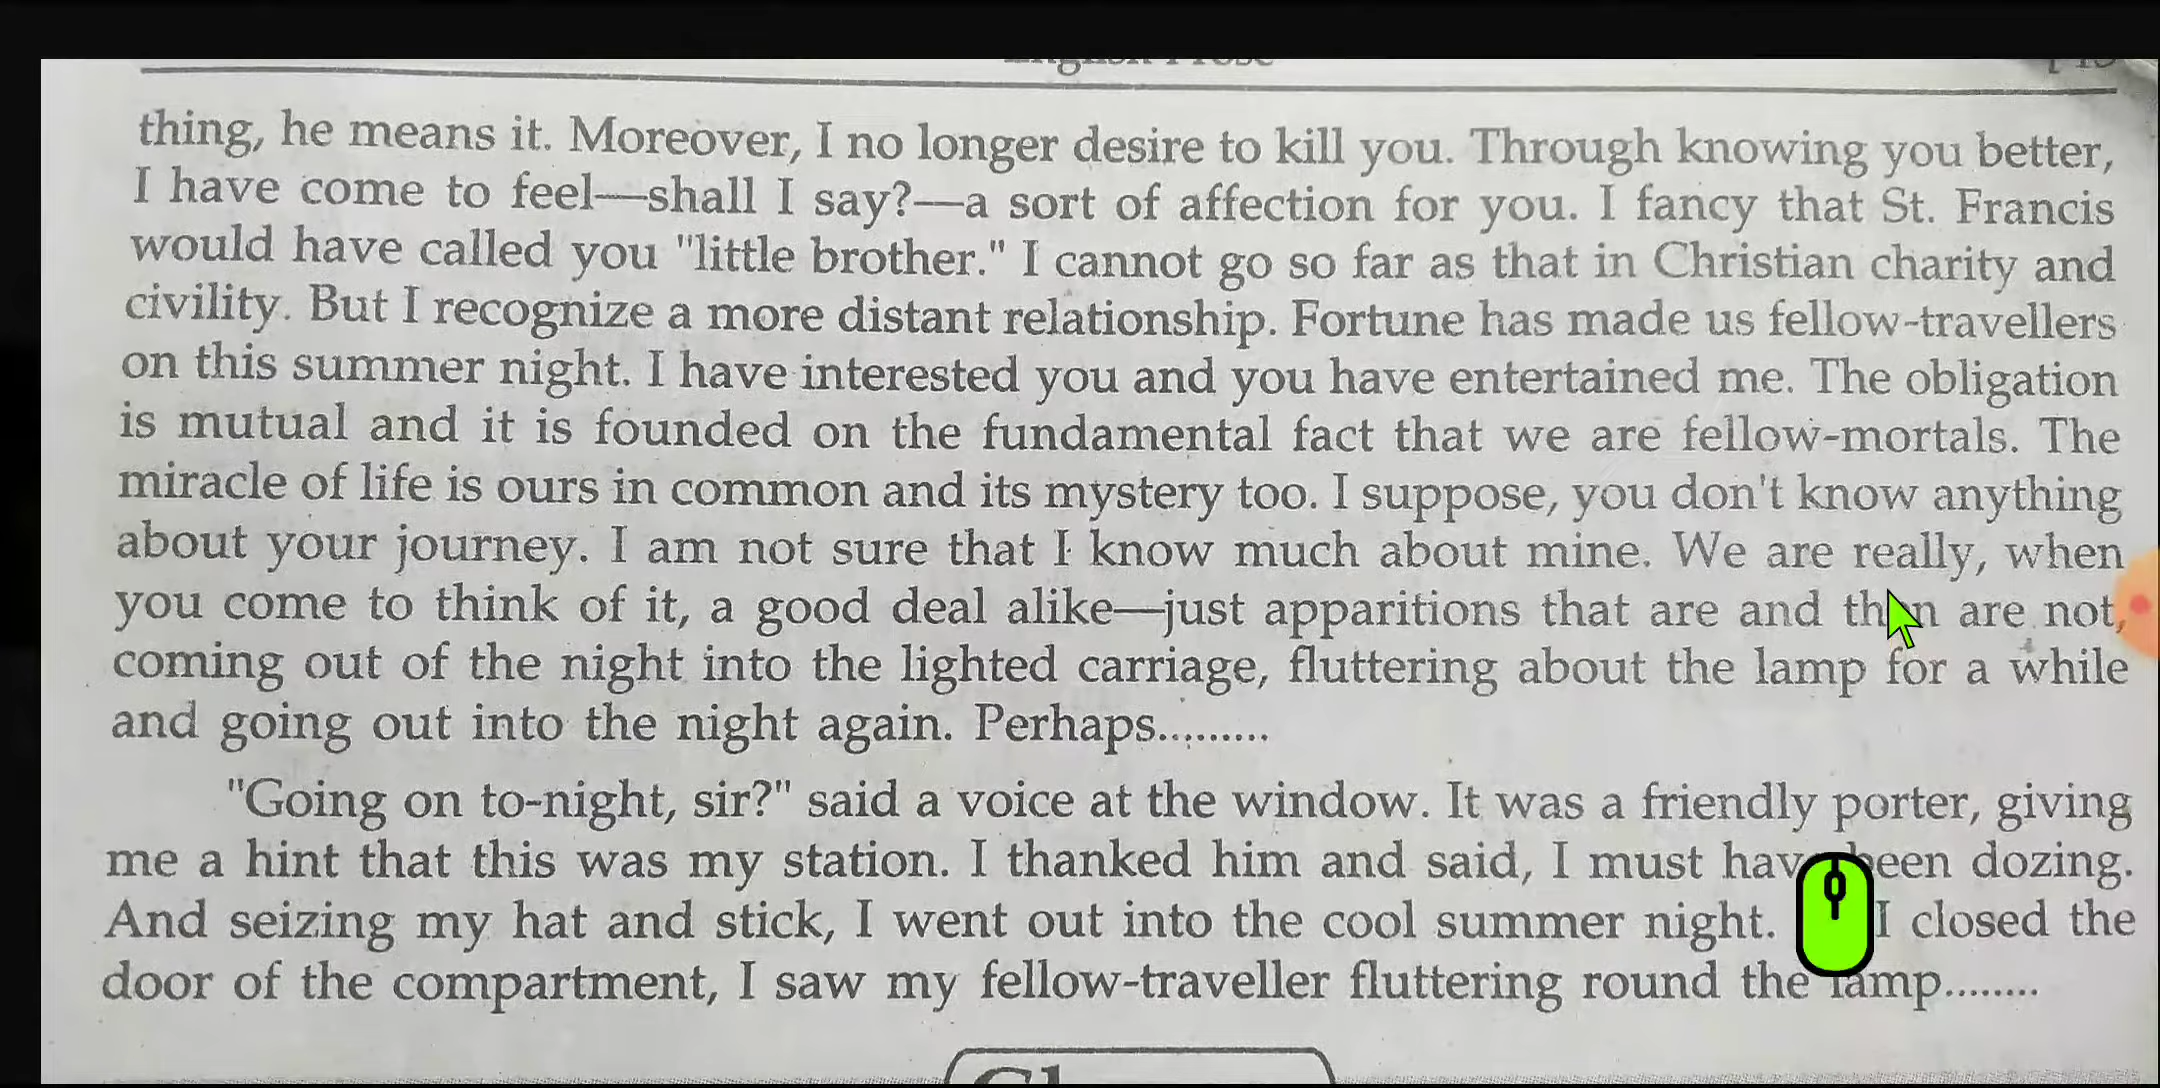 thing, he means it. Moreover, I no longer desire to kill you. Through knowing you better,
I have come to feel—shall I say?—a sort of affection for you. I fancy that St. Francis
would have called you "little brother." I cannot go so far as that in Christian charity and
civility. But I recognize a more distant relationship. Fortune has made us fellow-travellers
on this summer night. I have interested you and you have entertained me. The obligation
is mutual and it is founded on the fundamental fact that we are fellow-mortals. The
miracle of life is ours in common and its mystery too. I suppose, you don't know anything
about your journey. I am not sure that I know much about mine. We are really, when
you come to think of it, a good deal alike—just apparitions that are and then are not,
coming out of the night into the lighted carriage, fluttering about the lamp for a while
and going out into the night again. Perhaps.........
"Going on to-night, sir?" said a voice at the window. It was a friendly porter, giving
me a hint that this was my station. I thanked him and said, I must have been dozing.
And seizing my hat and stick, I went out into the cool summer night. I closed the
door of the compartment, I saw my fellow-traveller fluttering round the lamp........